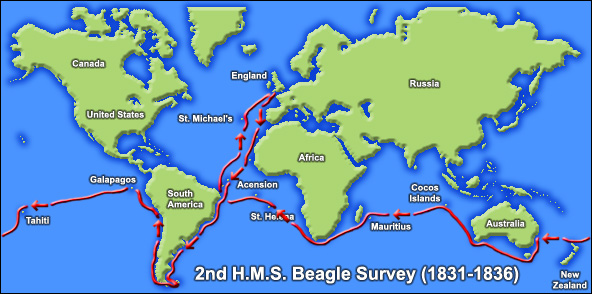 England
Canada
Russia
United States
St. Michael's
Africa
Galapagos
South
America
Acension
Cocos
Islands
St. Helena
Tahiti
Mauritius
Australia
2nd H.M.S. Beagle Survey (1831-1836)
New
Zealand